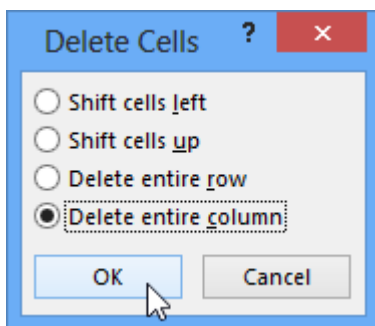 Delete Cells ? ×
Shift cells left
Shift cells up
Delete entire row
Delete entire column
OK Cancel